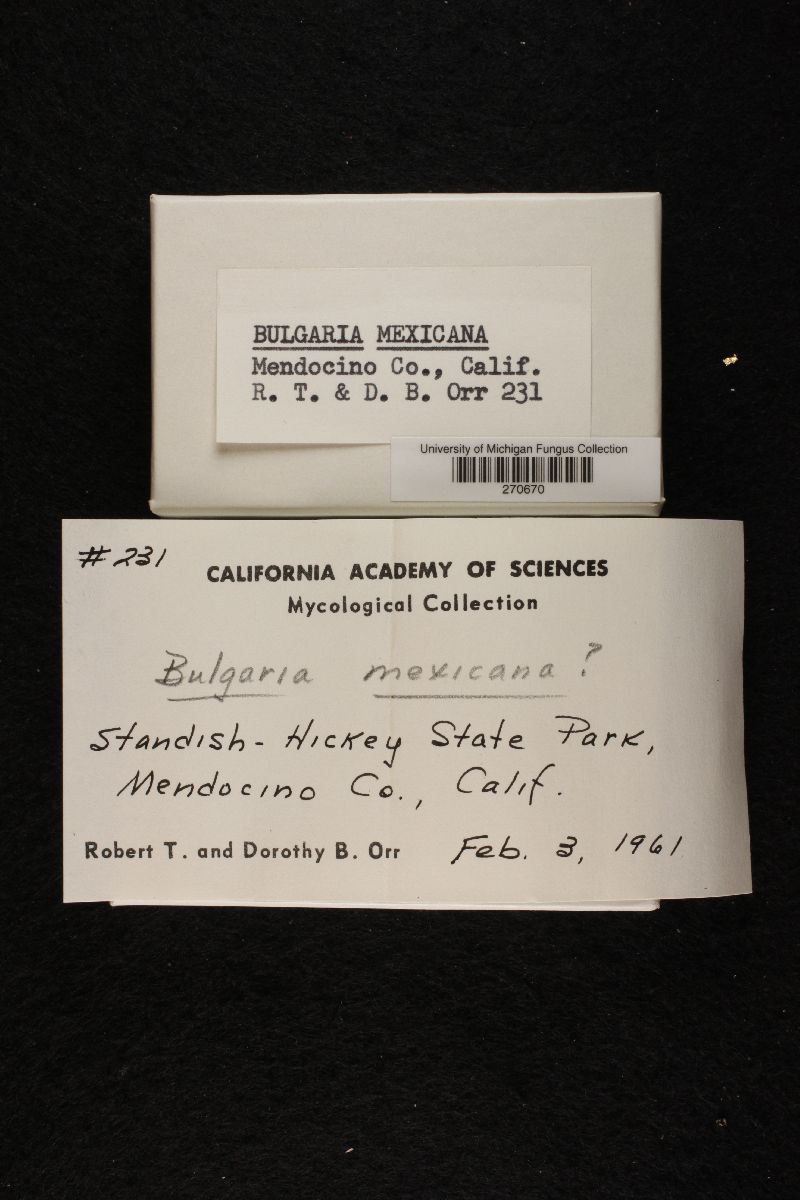 BULGARIA MEXICANA
Mendocino Co., Calif.
R. T. & D. B. Orr 231
University of Michigan Fungus Collection
270670
#231
CALIFORNIA ACADEMY OF SCIENCES
Mycological Collection
Bulgaria mexicana?
Standish-Hickey State Park,
Mendocino Co., Calif.
Robert T. and Dorothy B. Orr Feb. 3, 1961